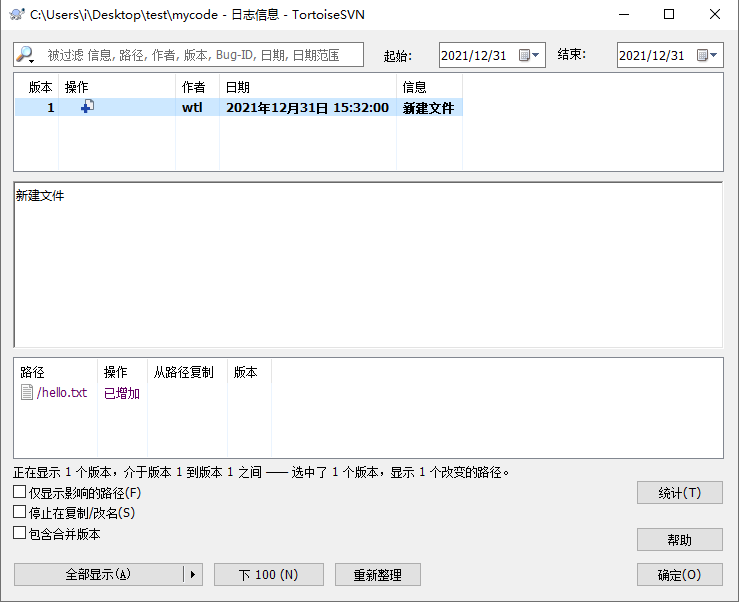 C:\Users\i\Desktop\test\mycode - 日志信息 - TortoiseSVN
被过滤 信息, 路径, 作者, 版本, Bug-ID, 日期, 日期范围 起始: 2021/12/31 结束: 2021/12/31
版本 操作 作者 日期 信息
1 wtl 2021年12月31日 15:32:00 新建文件
新建文件
路径 操作 从路径复制 版本
/hello.txt 已增加
正在显示 1 个版本，介于版本 1 到版本 1 之间 —— 选中了 1 个版本，显示 1 个改变的路径。
仅显示影响的路径(F)
统计(T)
停止在复制/改名(S)
包含合并版本
帮助
全部显示(A) 下 100 (N) 重新整理 确定(O)